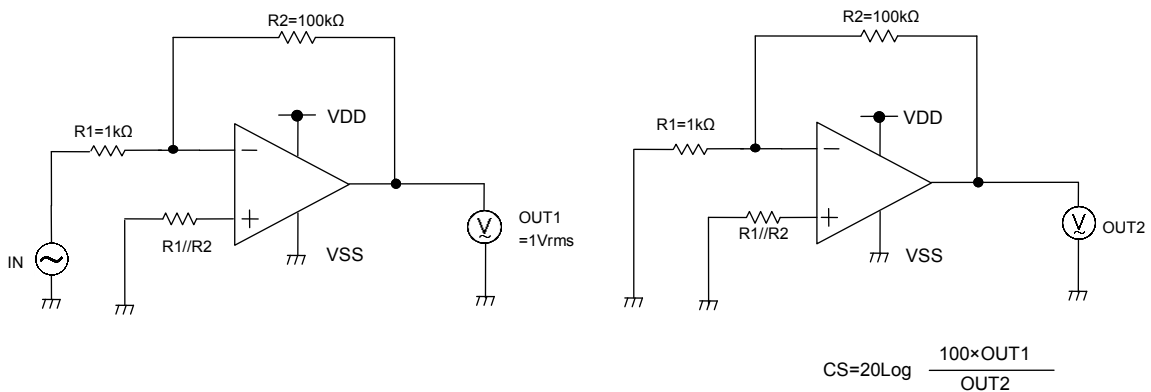 R2=100kΩ
VDD
R1=1kΩ
R1//R2
VSS
IN
V
OUT1
=1Vrms
R2=100kΩ
VDD
R1=1kΩ
R1//R2
VSS
V
OUT2
CS=20Log 100×OUT1
OUT2